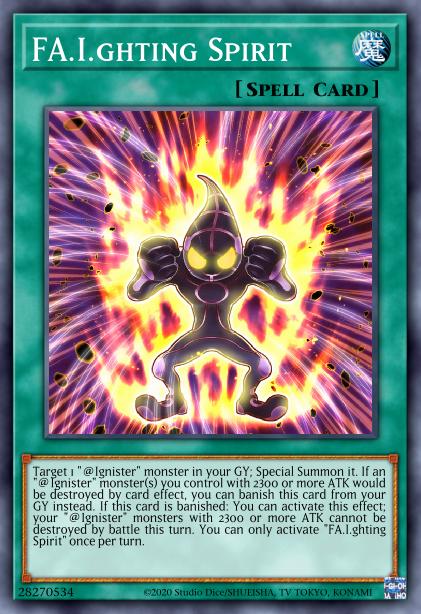 FA.I.ghting Spirit
[Spell Card]
Target 1 "@Ignister" monster in your GY; Special Summon it. If an
"@Ignister" monster(s) you control with 2300 or more ATK would
be destroyed by card effect, you can banish this card from your
GY instead. If this card is banished: You can activate this effect;
your "@Ignister" monsters with 2300 or more ATK cannot be
destroyed by battle this turn. You can only activate "FA.I.ghting
Spirit" once per turn.
28270534
©2020 Studio Dice/SHUEISHA, TV TOKYO, KONAMI